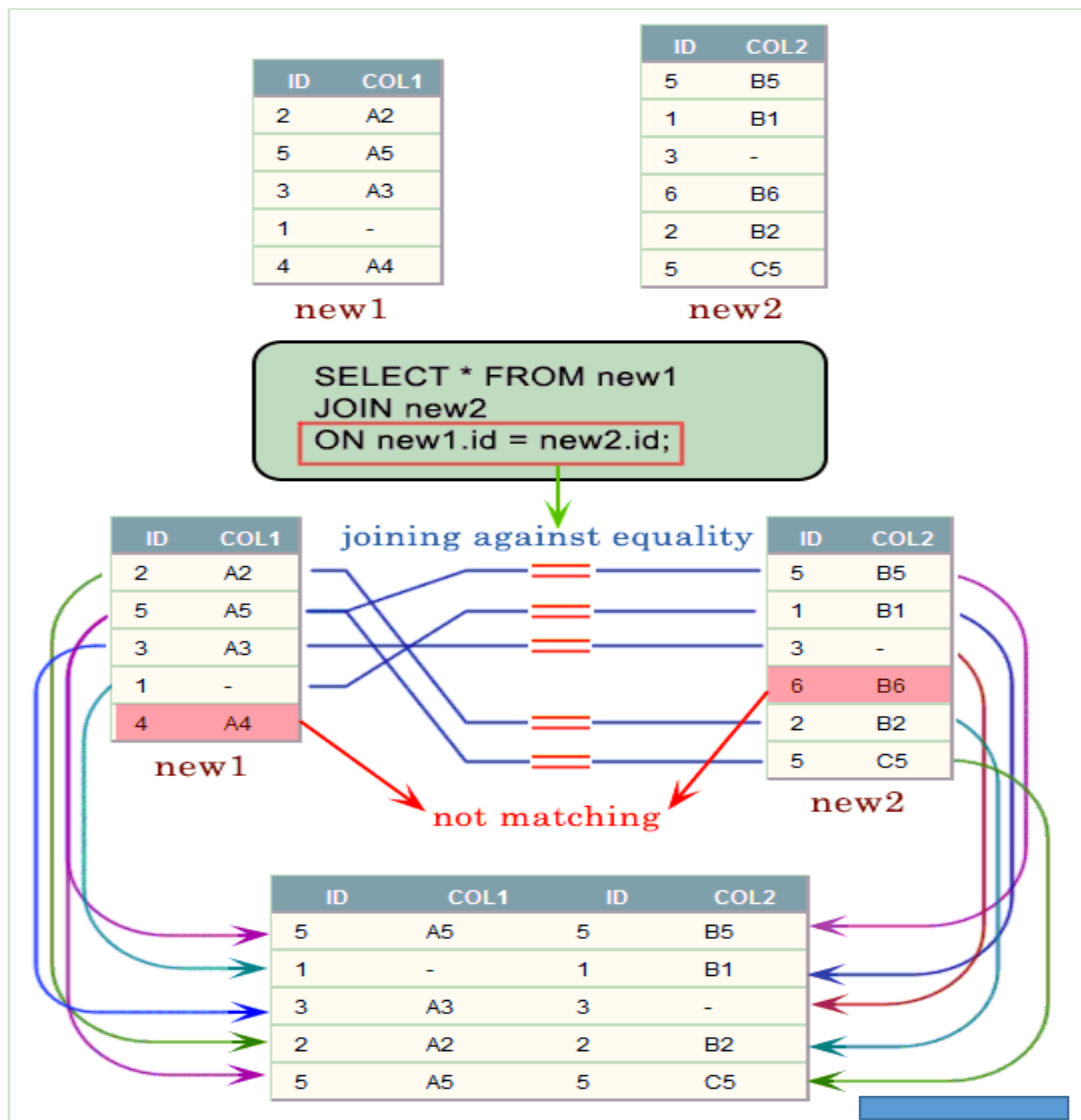 ID COL1
2 A2
5 A5
3 A3
1 -
4 A4
new1
ID COL2
5 B5
1 B1
3 -
6 B6
2 B2
5 C5
new2
SELECT * FROM new1
JOIN new2
ON new1.id = new2.id;
joining against equality
ID COL1
2 A2
5 A5
3 A3
1 -
4 A4
new1
ID COL2
5 B5
1 B1
3 -
6 B6
2 B2
5 C5
new2
not matching
ID COL1 ID COL2
5 A5 5 B5
1 - 1 B1
3 A3 3 -
2 A2 2 B2
5 A5 5 C5